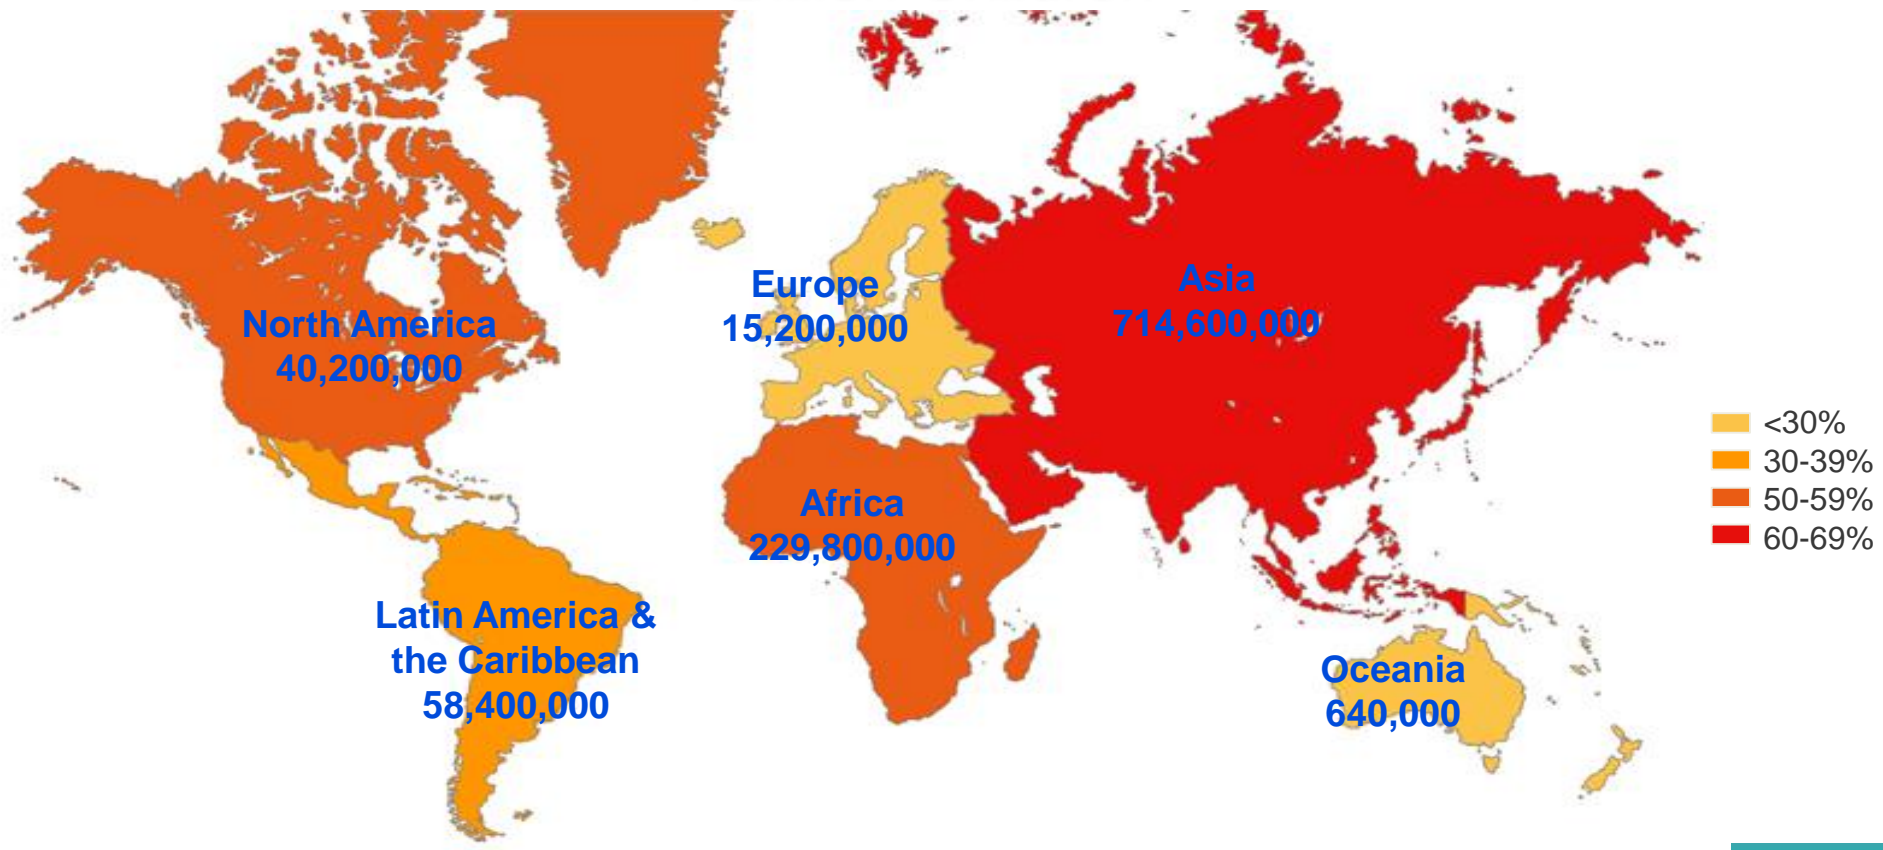 North America
40,200,000
Europe
15,200,000
Asia
714,600,000
Africa
229,800,000
Latin America &
the Caribbean
58,400,000
Oceania
640,000
<30%
30-39%
50-59%
60-69%